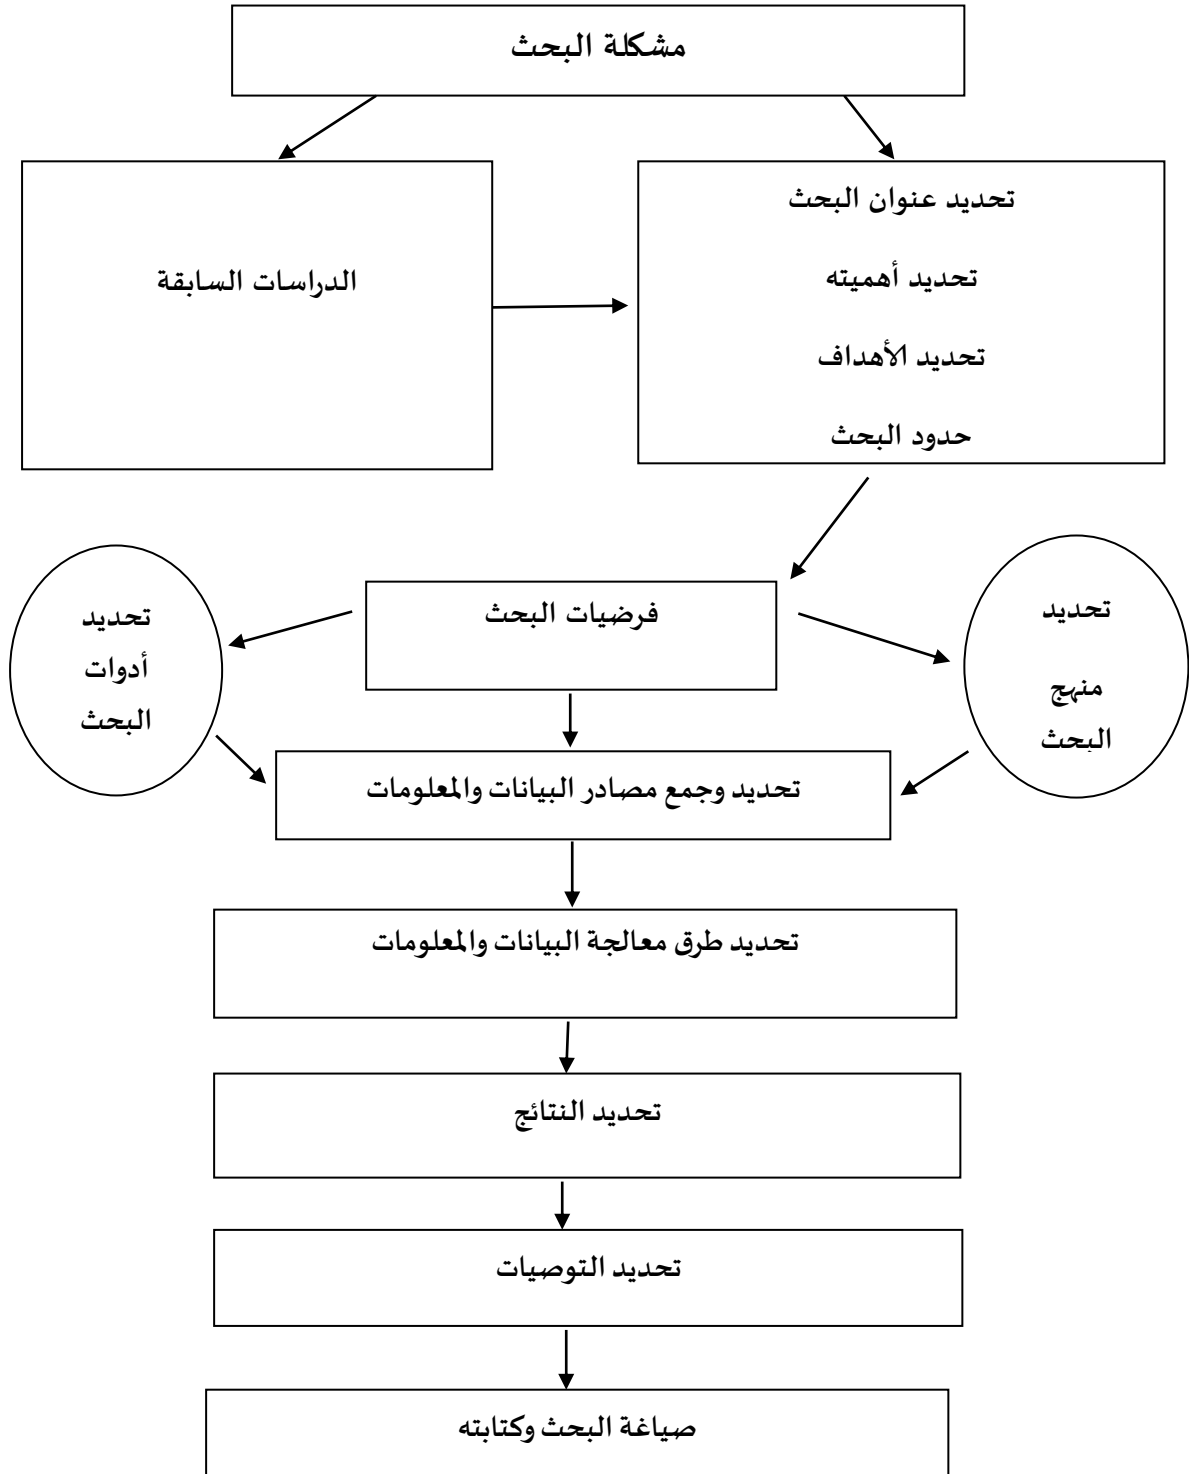 مشكلة البحث
تحديد عنوان البحث
تحديد أهميته
تحديد الأهداف
حدود البحث
الدراسات السابقة
فرضيات البحث
تحديد
منهج
البحث
تحديد
أدوات
البحث
تحديد وجمع مصادر البيانات والمعلومات
تحديد طرق معالجة البيانات والمعلومات
تحديد النتائج
تحديد التوصيات
صياغة البحث وكتابته